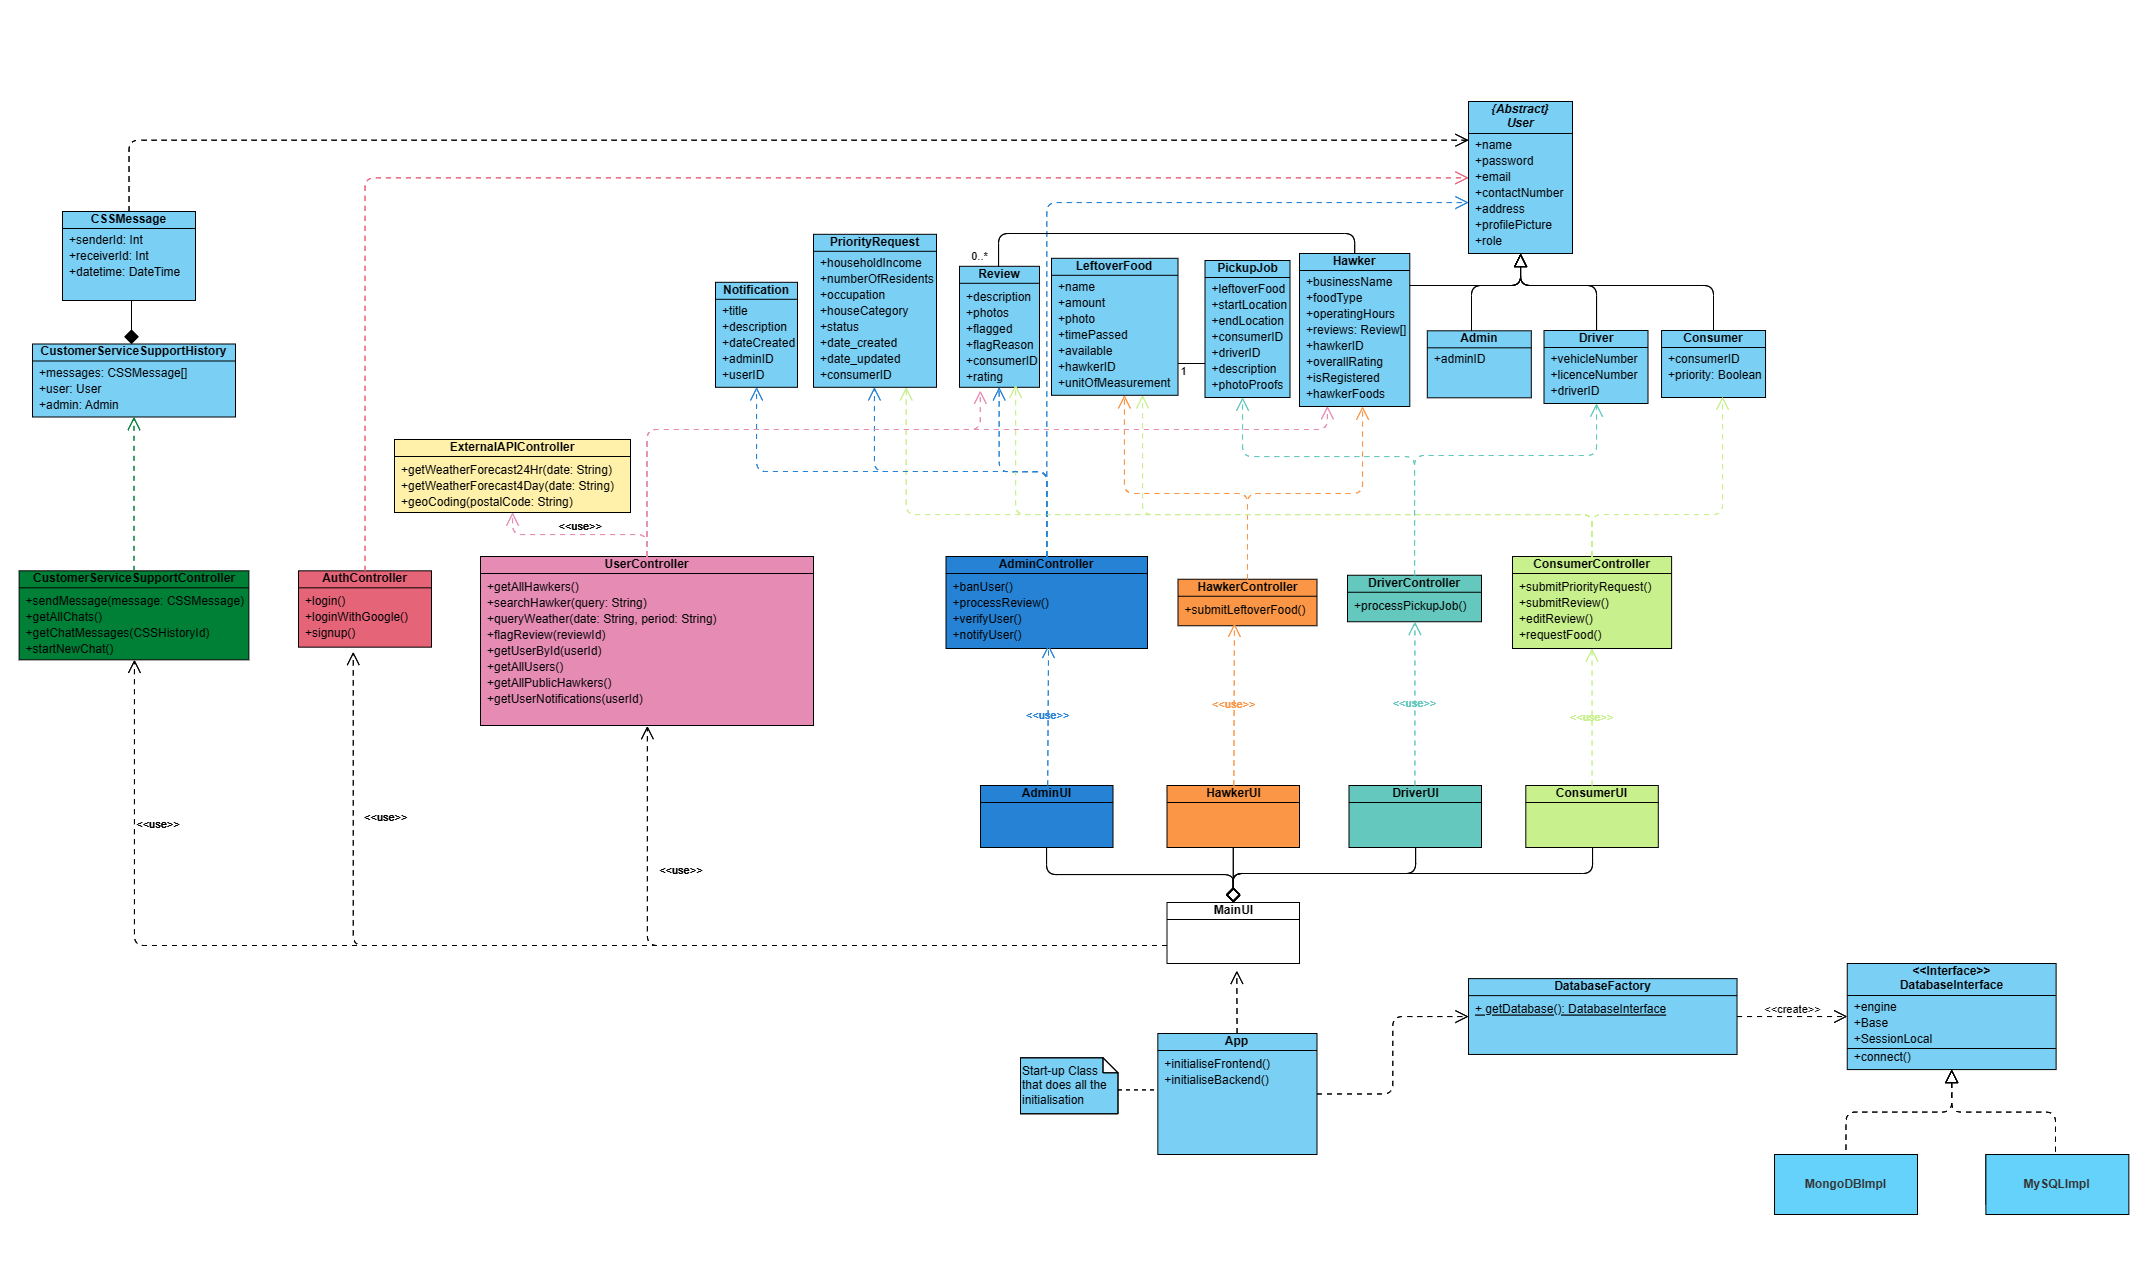 {Abstract}
User
+name
+password
+email
+contactNumber
+address
+profilePicture
+role
CSSMessage
+senderId: Int
+receiverId: Int
+datetime: DateTime
CustomerServiceSupportHistory
+messages: CSSMessage[]
+user: User
+admin: Admin
Notification
+title
+description
+dateCreated
+adminID
+userID
PriorityRequest
+householdIncome
+numberOfResidents
+occupation
+houseCategory
+status
+date_created
+date_updated
+consumerID
0..*
Review
+description
+photos
+flagged
+flagReason
+consumerID
+rating
LeftoverFood
+name
+amount
+photo
+timePassed
+available
+hawkerID
+unitOfMeasurement
1
PickupJob
+leftoverFood
+startLocation
+endLocation
+consumerID
+driverID
+description
+photoProofs
Hawker
+businessName
+foodType
+operatingHours
+reviews: Review[]
+hawkerID
+overallRating
+isRegistered
+hawkerFoods
Admin
+adminID
Driver
+vehicleNumber
+licenceNumber
+driverID
Consumer
+consumerID
+priority: Boolean
ExternalAPIController
+getWeatherForecast24Hr(date: String)
+getWeatherForecast4Day(date: String)
+geoCoding(postalCode: String)
<<use>>
CustomerServiceSupportController
+sendMessage(message: CSSMessage)
+getAllChats()
+getChatMessages(CSSHistoryId)
+startNewChat()
AuthController
+login()
+loginWithGoogle()
+signup()
UserController
+getAllHawkers()
+searchHawker(query: String)
+queryWeather(date: String, period: String)
+flagReview(reviewId)
+getUserById(userId)
+getAllUsers()
+getAllPublicHawkers()
+getUserNotifications(userId)
AdminController
+banUser()
+processReview()
+verifyUser()
+notifyUser()
HawkerController
+submitLeftoverFood()
DriverController
+processPickupJob()
ConsumerController
+submitPriorityRequest()
+submitReview()
+editReview()
+requestFood()
<<use>>
<<use>>
<<use>>
<<use>>
AdminUI
HawkerUI
DriverUI
ConsumerUI
<<use>>
<<use>>
<<use>>
MainUI
Start-up Class
that does all the
initialisation
App
+initialiseFrontend()
+initialiseBackend()
DatabaseFactory
+ getDatabase(): DatabaseInterface
<<create>>
<<Interface>>
DatabaseInterface
+engine
+Base
+SessionLocal
+connect()
MongoDBImpl
MySQLImpl